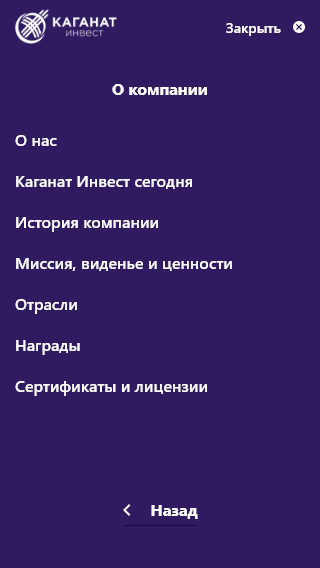 КАГАНАТ
ИНВЕСТ
Закрыть
О компании
О нас
Каганат Инвест сегодня
История компании
Миссия, виденье и ценности
Отрасли
Награды
Сертификаты и лицензии
Назад